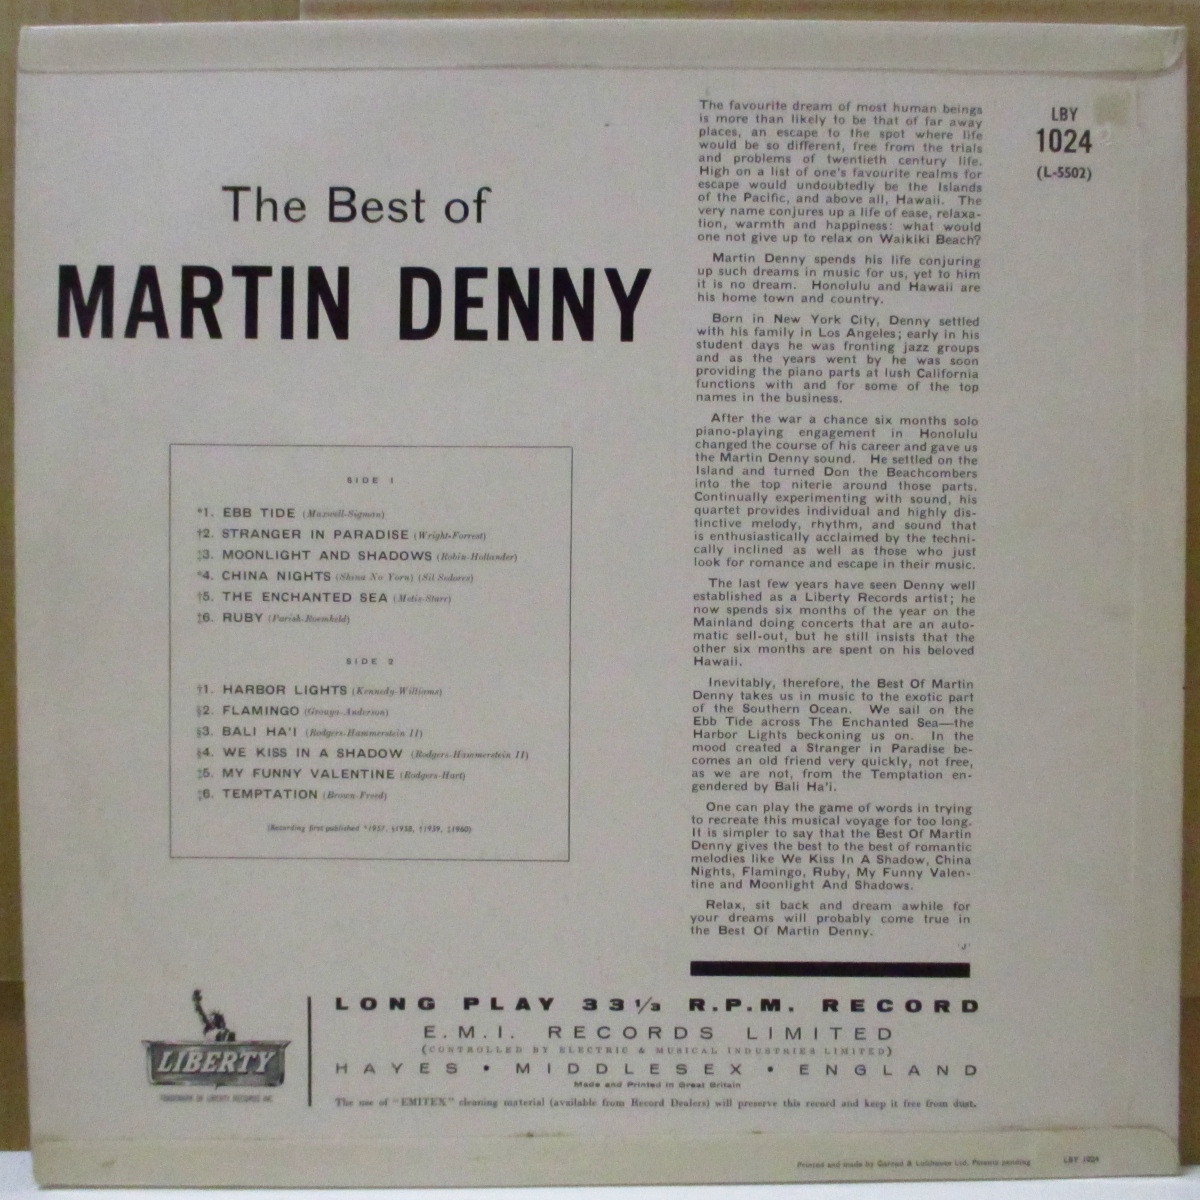 The Best of
MARTIN DENNY
SIDE 1
*1. EBB TIDE (Maxwell-Sigman)
†2. STRANGER IN PARADISE (Wright-Forrest)
‡3. MOONLIGHT AND SHADOWS (Robin-Hollander)
*4. CHINA NIGHTS (Shina No Yoru)
†5. THE ENCHANTED SEA (Metis-Starr)
†6. RUBY (Parish-Roemheld)
SIDE 2
†1. HARBOR LIGHTS (Kennedy-Williams)
§2. FLAMINGO (Grouya-Anderson)
§3. BALI HA'I (Rodgers-Hammerstein II)
§4. WE KISS IN A SHADOW (Rodgers-Hammerstein II)
‡5. MY FUNNY VALENTINE (Rodgers-Hart)
‡6. TEMPTATION (Brown-Freed)
(Recording first published *1957, §1958, †1959, ‡1960)
The favourite dream of most human beings
is more than likely to be that of far away
places, an escape to the spot where life
would be so different, free from the trials
and problems of twentieth century life.
High on a list of one's favourite realms for
escape would undoubtedly be the Islands
of the Pacific, and above all, Hawaii. The
very name conjures up a life of ease, relaxa-
tion, warmth and happiness: what would
one not give up to relax on Waikiki Beach?
Martin Denny spends his life conjuring
up such dreams in music for us, yet to him
it is no dream. Honolulu and Hawaii are
his home town and country.
Born in New York City, Denny settled
with his family in Los Angeles; early in his
student days he was fronting jazz groups
and as the years went by he was soon
providing the piano parts at lush California
functions with and for some of the top
names in the business.
After the war a chance six months solo
piano-playing engagement in Honolulu
changed the course of his career and gave us
the Martin Denny sound. He settled on the
Island and turned Don the Beachcombers
into the top niterie around those parts.
Continually experimenting with sound, his
quartet provides individual and highly dis-
tinctive melody, rhythm, and sound that
is enthusiastically acclaimed by the techni-
cally inclined as well as those who just
look for romance and escape in their music.
The last few years have seen Denny well
established as a Liberty Records artist; he
now spends six months of the year on the
Mainland doing concerts that are an auto-
matic sell-out, but he still insists that the
other six months are spent on his beloved
Hawaii.
Inevitably, therefore, the Best Of Martin
Denny takes us in music to the exotic part
of the Southern Ocean. We sail on the
Ebb Tide across The Enchanted Sea—the
Harbor Lights beckoning us on. In the
mood created a Stranger in Paradise be-
comes an old friend very quickly, not free,
as we are not, from the Temptation en-
gendered by Bali Ha'i.
One can play the game of words in trying
to recreate this musical voyage for too long.
It is simpler to say that the Best Of Martin
Denny gives the best to the best of romantic
melodies like We Kiss In A Shadow, China
Nights, Flamingo, Ruby, My Funny Valen-
tine and Moonlight And Shadows.
Relax, sit back and dream awhile for
your dreams will probably come true in
the Best Of Martin Denny.
'J'
LBY
1024
(L-5502)
LIBERTY
TRADEMARK OF LIBERTY RECORDS INC
LONG PLAY 33 1/3 R.P.M. RECORD
E.M.I. RECORDS LIMITED
(CONTROLLED BY ELECTRIC & MUSICAL INDUSTRIES LIMITED)
HAYES • MIDDLESEX • ENGLAND
Made and Printed in Great Britain
The use of "EMITEX" cleaning material (available from Record Dealers) will preserve this record and keep it free from dust.
Printed and made by Garrod & Lofthouse Ltd.
LBY 1024